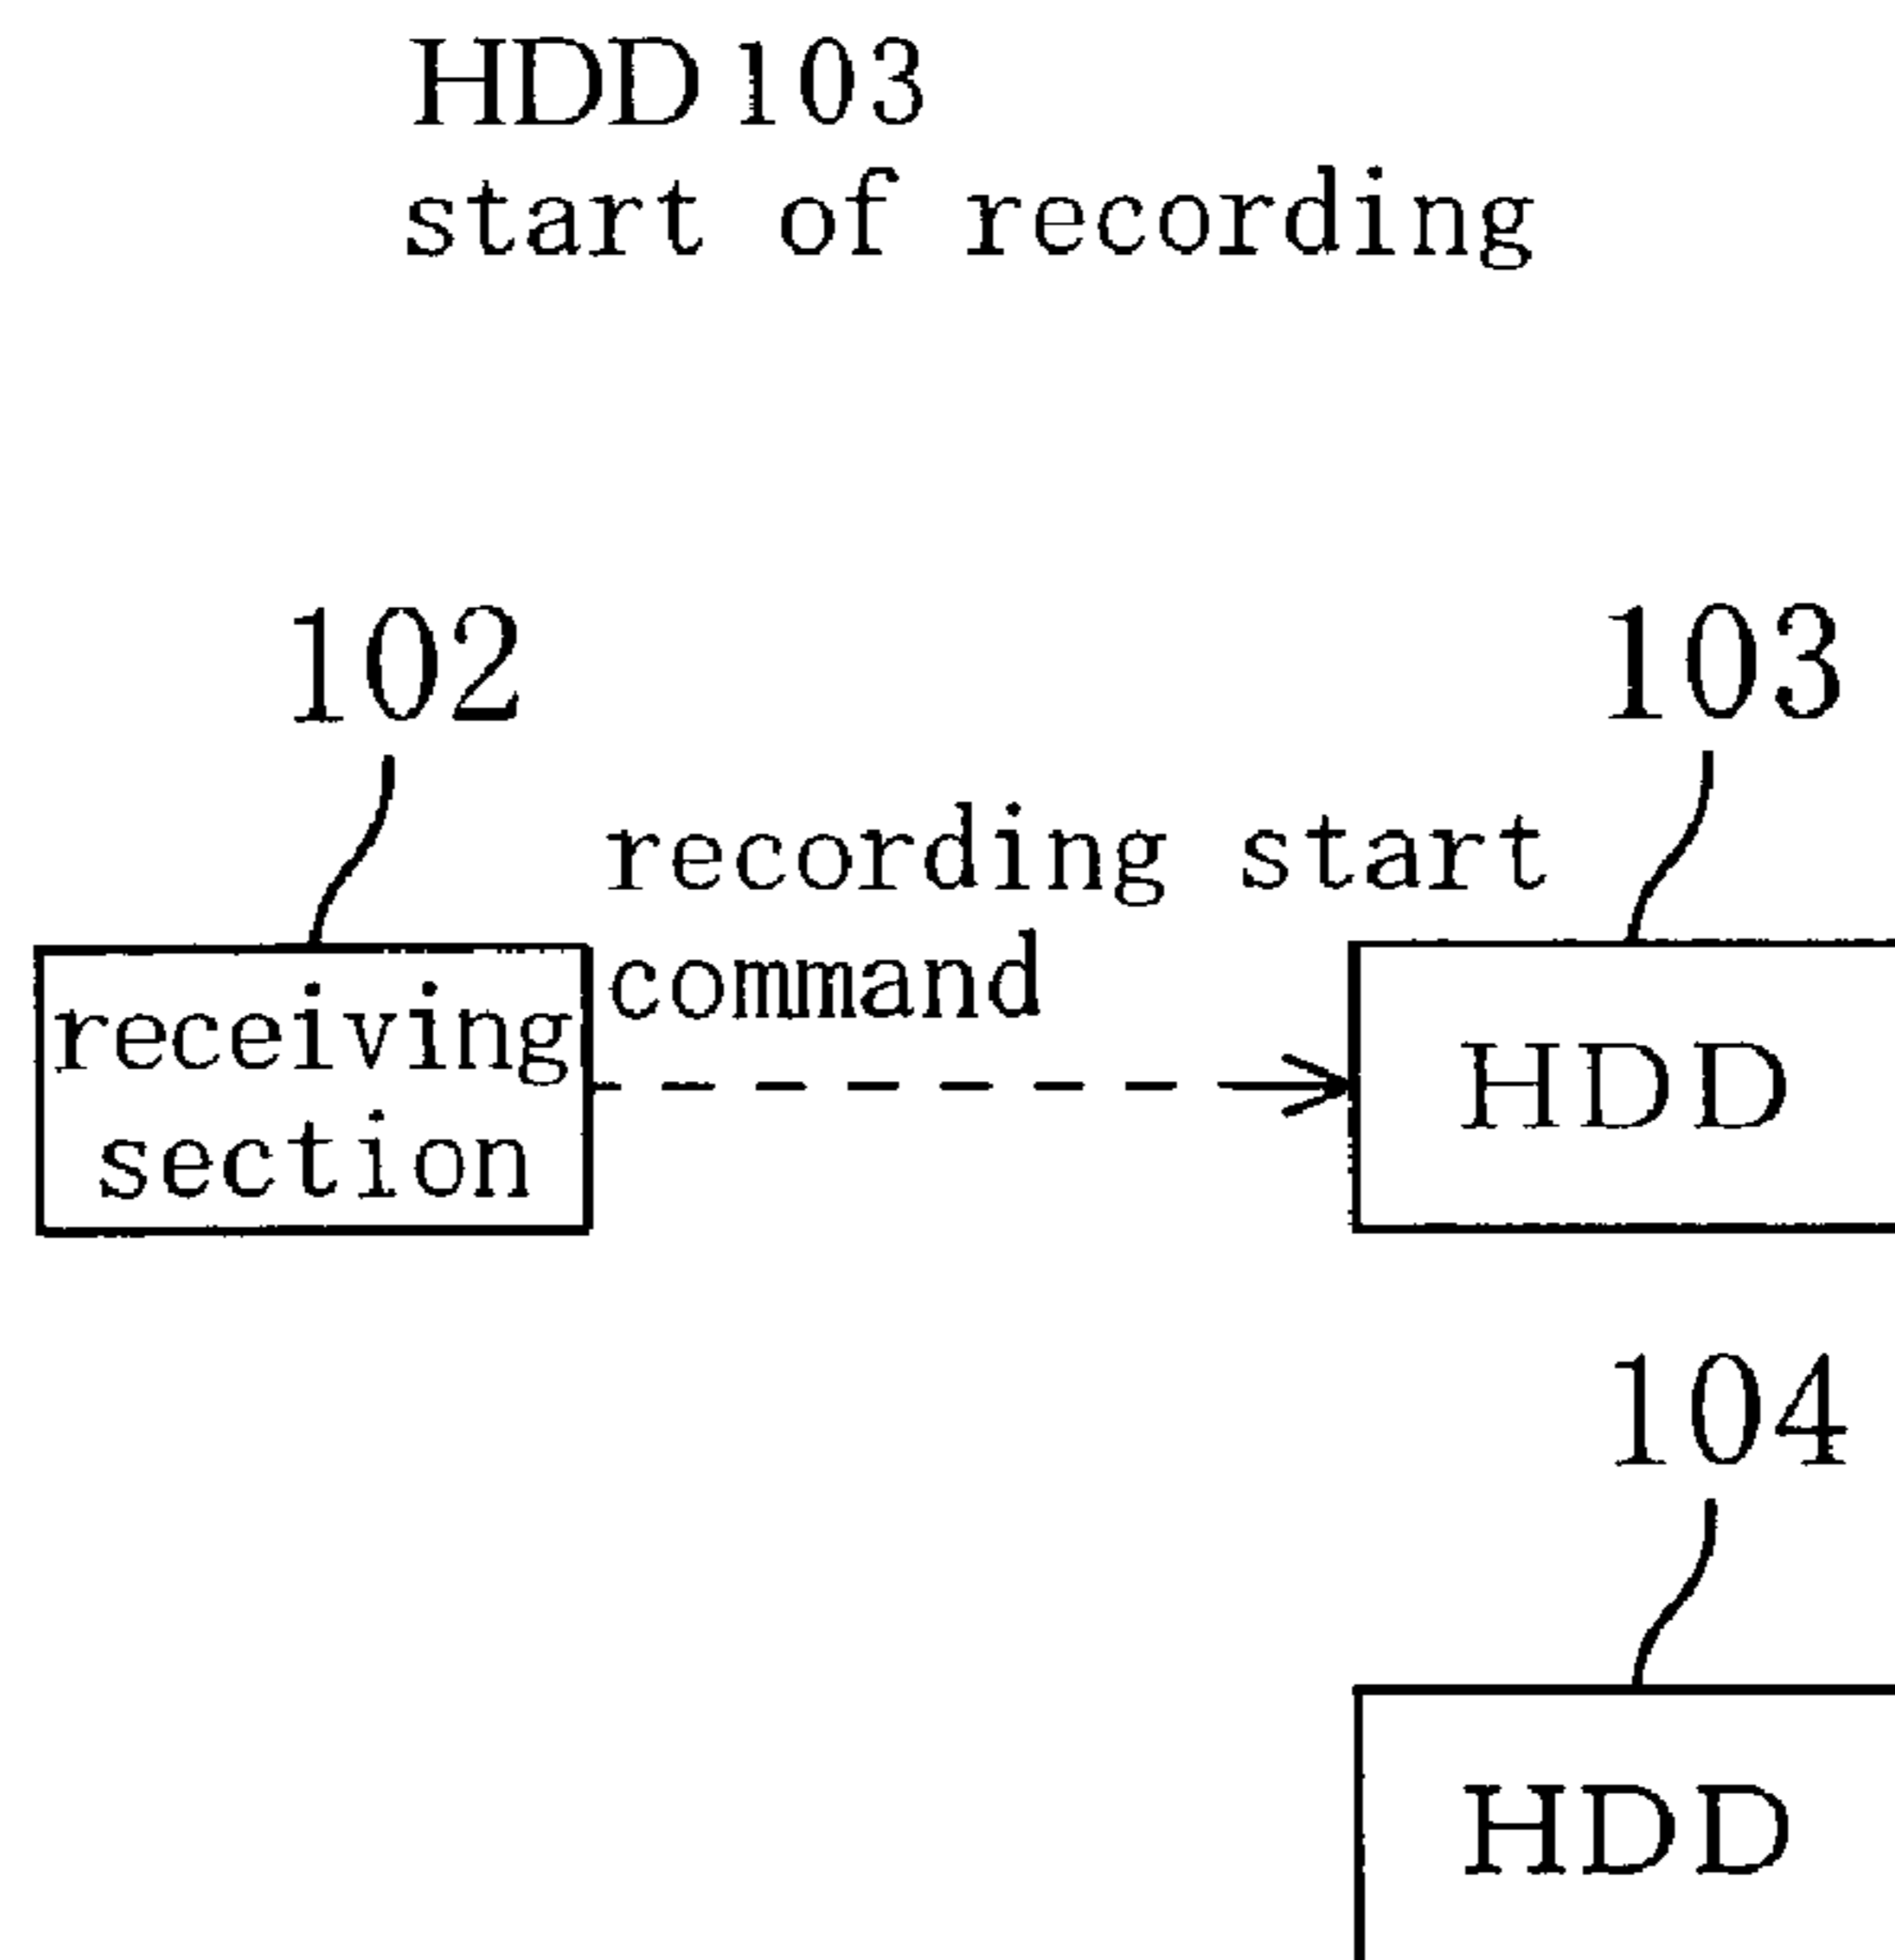 HDD 103
start of recording
102
103
recording start
command
receiving
section
HDD
104
HDD